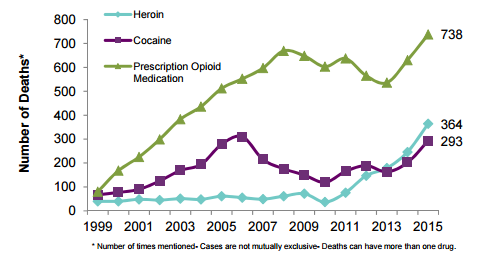 Heroin
Cocaine
Prescription Opioid
Medication
Number of Deaths*
800
700
600
500
400
300
200
100
0
738
364
293
1999 2001 2003 2005 2007 2009 2011 2013 2015
* Number of times mentioned- Cases are not mutually exclusive- Deaths can have more than one drug.